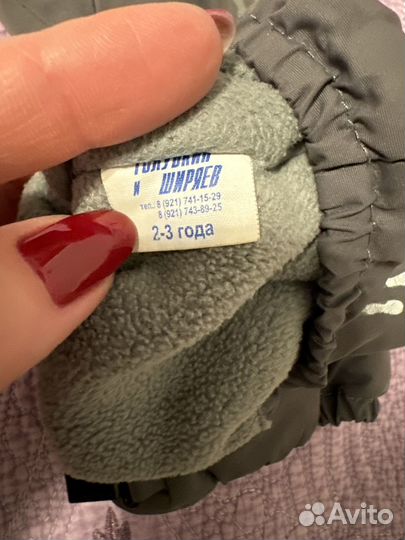 ГОЛУБКИН
и ШИРЯЕВ
тел.: 8 (921) 741-15-29
8 (921) 743-89-25
2-3 года
Avito